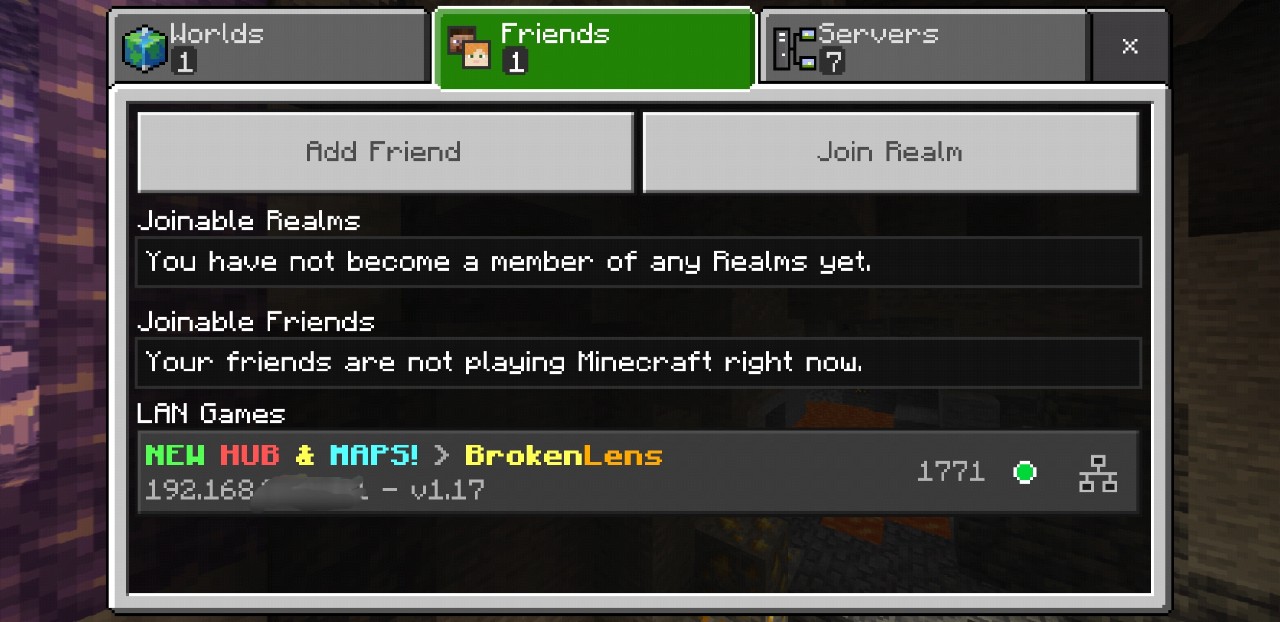 Worlds
1
Friends
1
Servers
7
Add Friend
Join Realm
Joinable Realms
You have not become a member of any Realms yet.
Joinable Friends
Your friends are not playing Minecraft right now.
LAN Games
NEW HUB & MAPS! > BrokenLens
192.168 - v1.17
1771